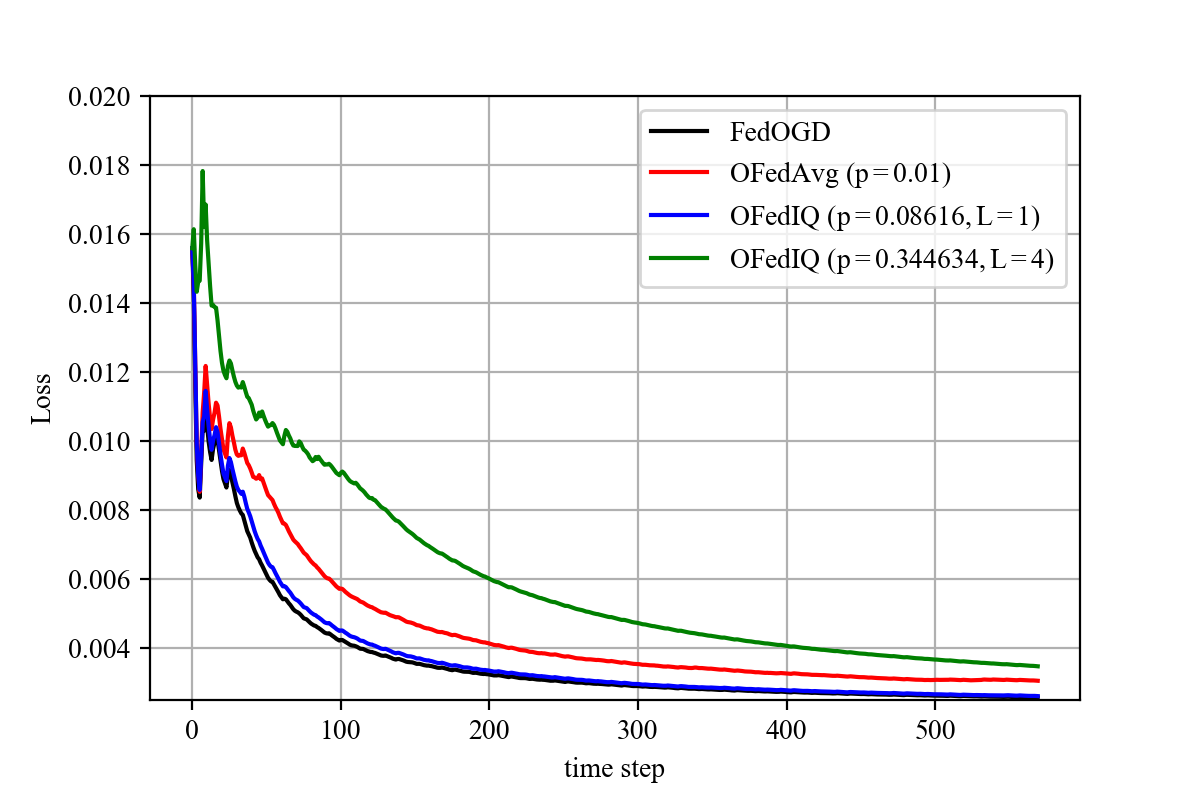 0.020
0.018
0.016
0.014
0.012
0.010
0.008
0.006
0.004
Loss
FedOGD
OFedAvg (p = 0.01)
OFedIQ (p = 0.08616, L = 1)
OFedIQ (p = 0.344634, L = 4)
0 100 200 300 400 500
time step